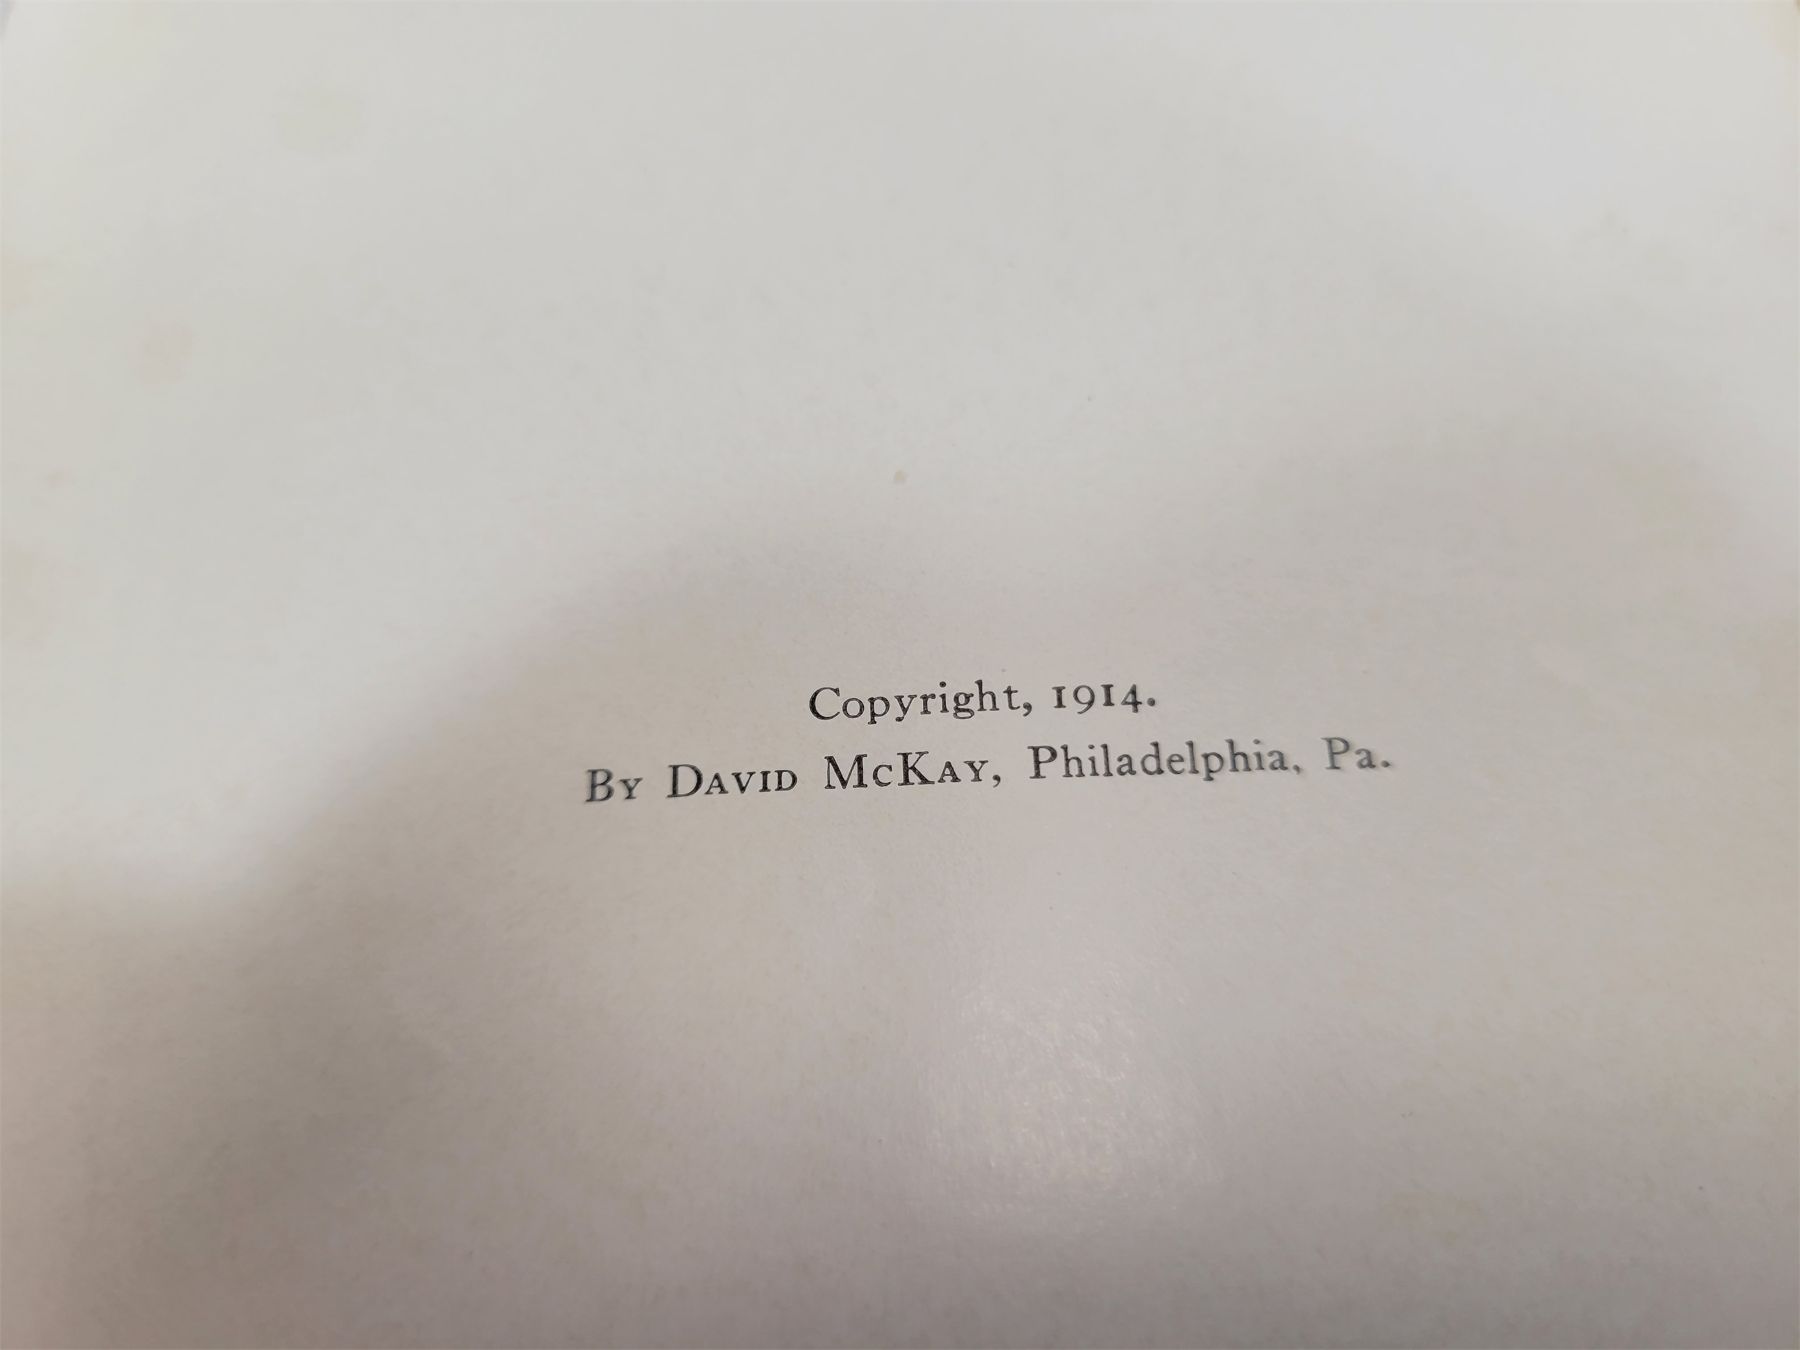 Copyright, 1914.
By David McKay, Philadelphia, Pa.